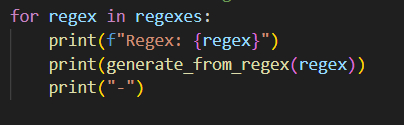 for regex in regexes:
    print(f"Regex: {regex}")
    print(generate_from_regex(regex))
    print("-")